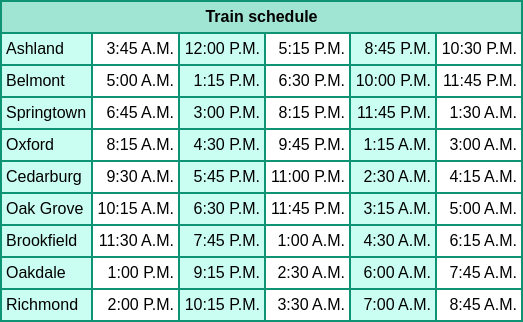 Train schedule
Ashland 3:45 A.M. 12:00 P.M. 5:15 P.M. 8:45 P.M. 10:30 P.M.
Belmont 5:00 A.M. 1:15 P.M. 6:30 P.M. 10:00 P.M. 11:45 P.M.
Springtown 6:45 A.M. 3:00 P.M. 8:15 P.M. 11:45 P.M. 1:30 A.M.
Oxford 8:15 A.M. 4:30 P.M. 9:45 P.M. 1:15 A.M. 3:00 A.M.
Cedarburg 9:30 A.M. 5:45 P.M. 11:00 P.M. 2:30 A.M. 4:15 A.M.
Oak Grove 10:15 A.M. 6:30 P.M. 11:45 P.M. 3:15 A.M. 5:00 A.M.
Brookfield 11:30 A.M. 7:45 P.M. 1:00 A.M. 4:30 A.M. 6:15 A.M.
Oakdale 1:00 P.M. 9:15 P.M. 2:30 A.M. 6:00 A.M. 7:45 A.M.
Richmond 2:00 P.M. 10:15 P.M. 3:30 A.M. 7:00 A.M. 8:45 A.M.